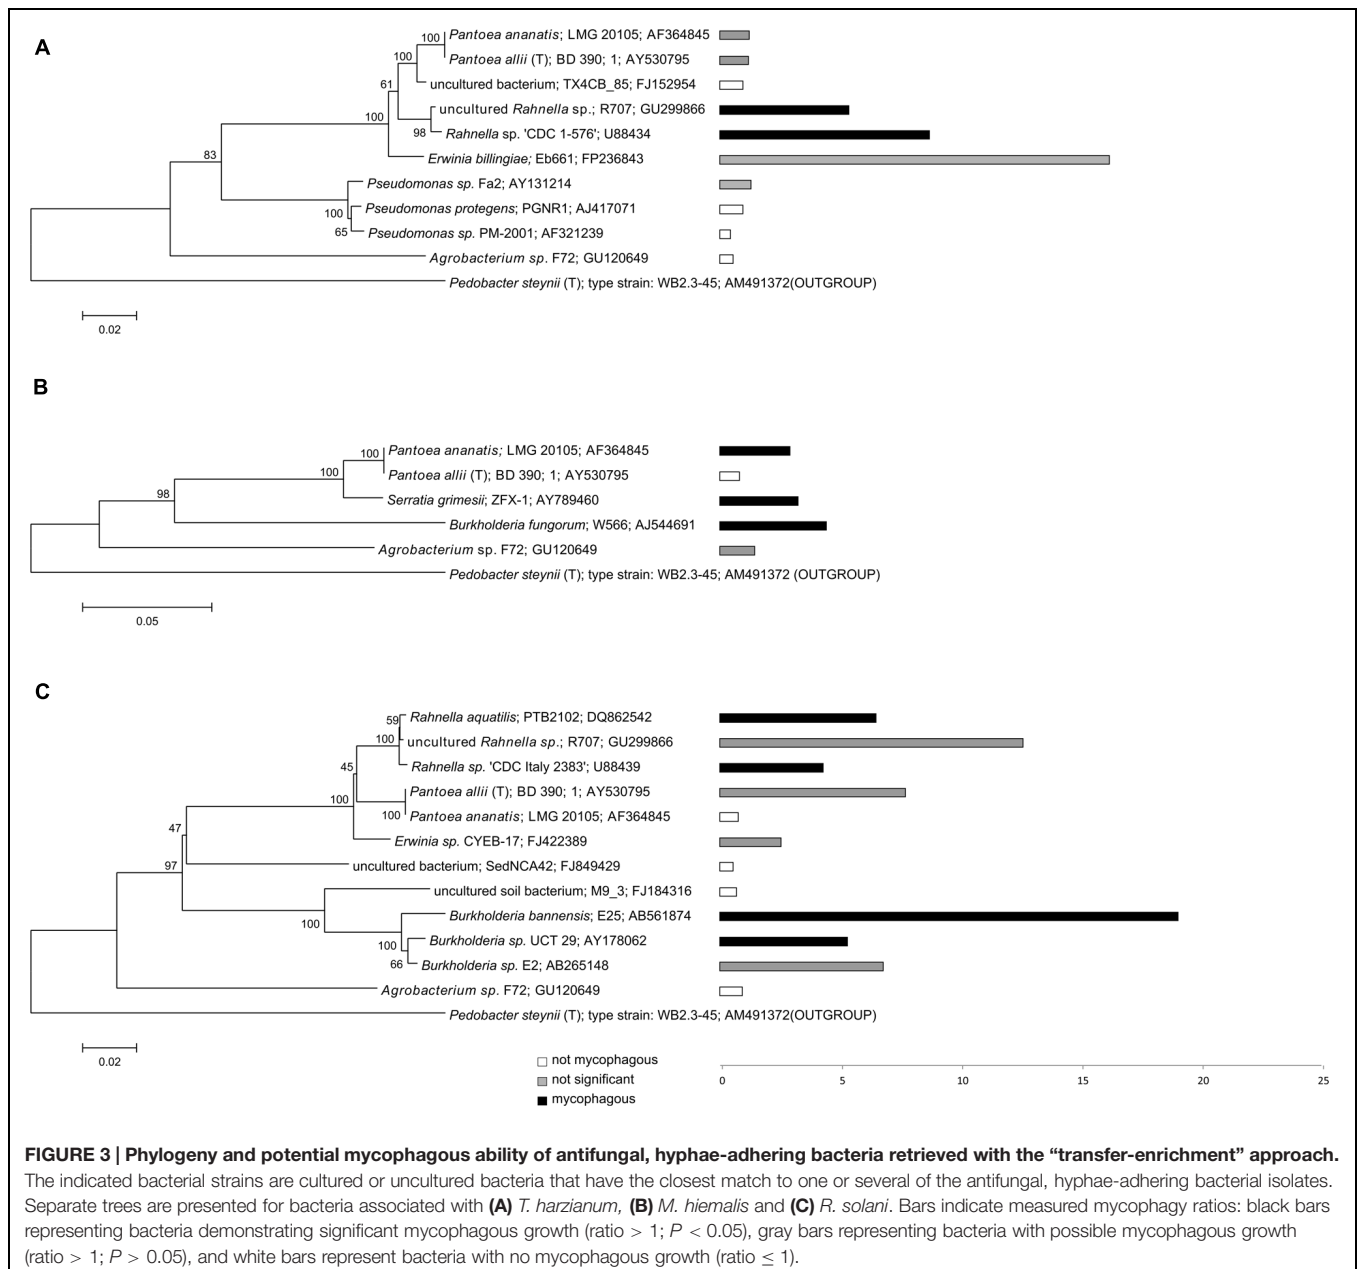 A
100 Pantoea ananatis; LMG 20105; AF364845
100 Pantoea allii (T); BD 390; 1; AY530795
uncultured bacterium; TX4CB_85; FJ152954
61
uncultured Rahnella sp.; R707; GU299866
100
98 Rahnella sp. 'CDC 1-576'; U88434
Erwinia billingiae; Eb661; FP236843
83
Pseudomonas sp. Fa2; AY131214
100 Pseudomonas protegens; PGNR1; AJ417071
65 Pseudomonas sp. PM-2001; AF321239
Agrobacterium sp. F72; GU120649
Pedobacter steynii (T); type strain: WB2.3-45; AM491372(OUTGROUP)
0.02
B
100 Pantoea ananatis; LMG 20105; AF364845
100 Pantoea allii (T); BD 390; 1; AY530795
98 Serratia grimesii; ZFX-1; AY789460
Burkholderia fungorum; W566; AJ544691
Agrobacterium sp. F72; GU120649
Pedobacter steynii (T); type strain: WB2.3-45; AM491372 (OUTGROUP)
0.05
C
59 Rahnella aquatilis; PTB2102; DQ862542
100 uncultured Rahnella sp.; R707; GU299866
45 Rahnella sp. 'CDC Italy 2383'; U88439
100 Pantoea allii (T); BD 390; 1; AY530795
100 Pantoea ananatis; LMG 20105; AF364845
47 Erwinia sp. CYEB-17; FJ422389
97 uncultured bacterium; SedNCA42; FJ849429
uncultured soil bacterium; M9_3; FJ184316
100 Burkholderia bannensis; E25; AB561874
100 Burkholderia sp. UCT 29; AY178062
66 Burkholderia sp. E2; AB265148
Agrobacterium sp. F72; GU120649
Pedobacter steynii (T); type strain: WB2.3-45; AM491372(OUTGROUP)
0.02
not mycophagous
not significant
mycophagous
0 5 10 15 20 25
FIGURE 3 | Phylogeny and potential mycophagous ability of antifungal, hyphae-adhering bacteria retrieved with the “transfer-enrichment” approach.
The indicated bacterial strains are cultured or uncultured bacteria that have the closest match to one or several of the antifungal, hyphae-adhering bacterial isolates.
Separate trees are presented for bacteria associated with (A) T. harzianum, (B) M. hiemalis and (C) R. solani. Bars indicate measured mycophagy ratios: black bars
representing bacteria demonstrating significant mycophagous growth (ratio > 1; P < 0.05), gray bars representing bacteria with possible mycophagous growth
(ratio > 1; P > 0.05), and white bars represent bacteria with no mycophagous growth (ratio ≤ 1).